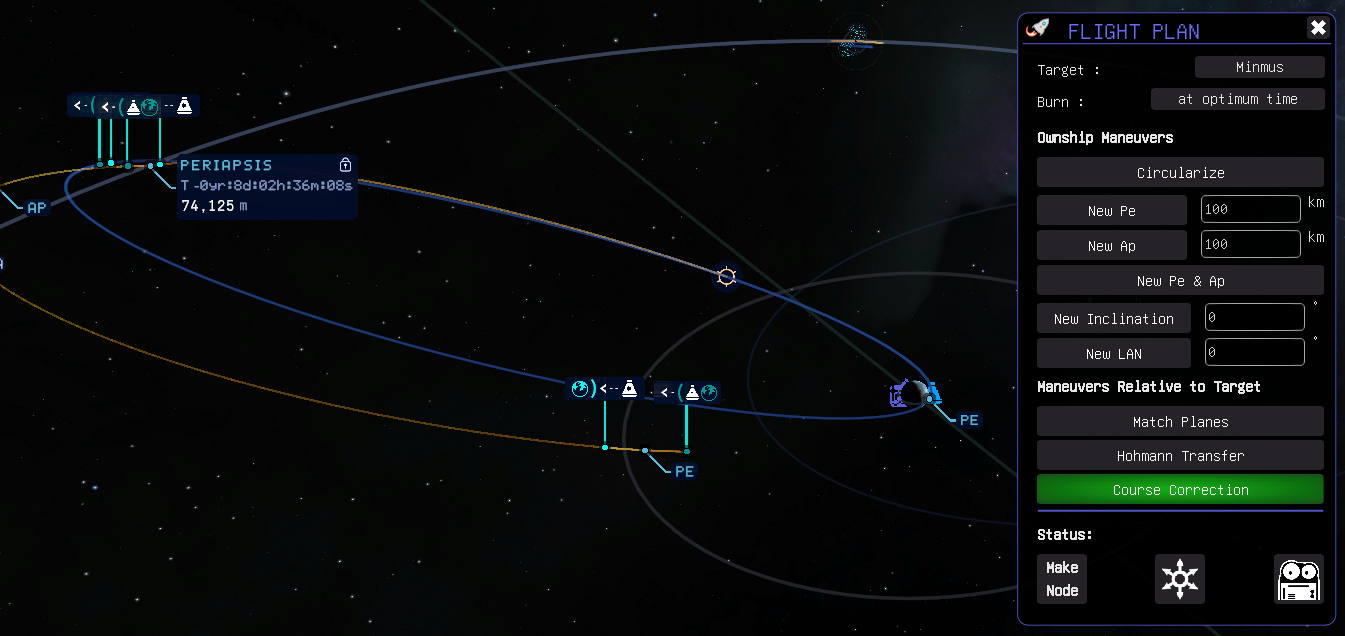 FLIGHT PLAN
Target :
Minmus
Burn :
at optimum time
Ownship Maneuvers
Circularize
New Pe
100
km
New Ap
100
km
New Pe & Ap
New Inclination
0
°
New LAN
0
°
Maneuvers Relative to Target
Match Planes
Hohmann Transfer
Course Correction
Status:
Make
Node
PERIAPSIS
T -0yr:8d:02h:36m:08s
74,125 m
AP
PE
PE